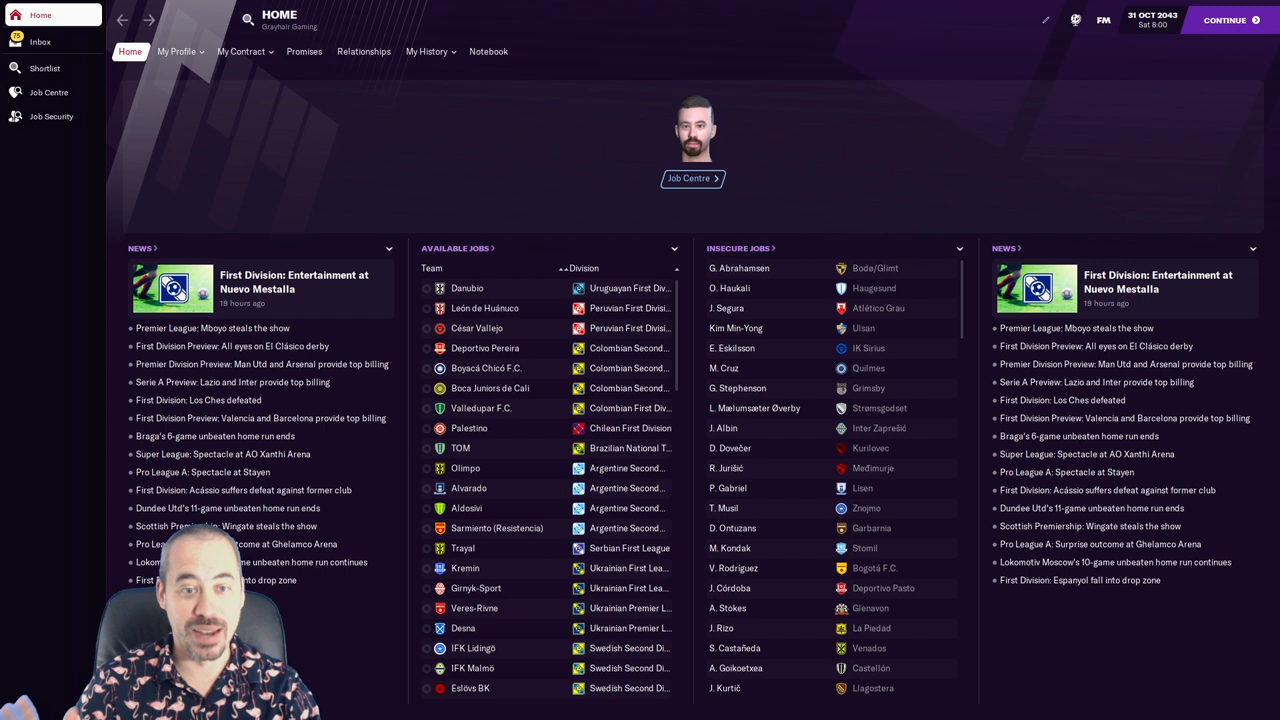 Home
75
Inbox
Shortlist
Job Centre
Job Security
HOME
Grayhair Gaming
FM
31 OCT 2043
Sat 8:00
CONTINUE
Home
My Profile
My Contract
Promises
Relationships
My History
Notebook
Job Centre
NEWS
First Division: Entertainment at
Nuevo Mestalla
19 hours ago
Premier League: Mboyo steals the show
First Division Preview: All eyes on El Clásico derby
Premier Division Preview: Man Utd and Arsenal provide top billing
Serie A Preview: Lazio and Inter provide top billing
First Division: Los Ches defeated
First Division Preview: Valencia and Barcelona provide top billing
Braga's 6-game unbeaten home run ends
Super League: Spectacle at AO Xanthi Arena
Pro League A: Spectacle at Stayen
First Division: Acássio suffers defeat against former club
Dundee Utd's 11-game unbeaten home run ends
Scottish Wingate steals the show
Pro outcome at Ghelamco Arena
unbeaten home run continues
into drop zone
AVAILABLE JOBS
Team Division
Danubio Uruguayan First Div...
León de Huánuco Peruvian First Divisi...
César Vallejo Peruvian First Divisi...
Deportivo Pereira Colombian Second...
Boyacá Chicó F.C. Colombian Second...
Boca Juniors de Cali Colombian Second...
Valledupar F.C. Colombian First Div...
Palestino Chilean First Division
TOM Brazilian National T...
Olimpo Argentine Second...
Alvarado Argentine Second...
Aldosivi Argentine Second...
Sarmiento (Resistencia) Argentine Second...
Trayal Serbian First League
Kremin Ukrainian First Lea...
Girnyk-Sport Ukrainian First Lea...
Veres-Rivne Ukrainian Premier L...
Desna Ukrainian Premier L...
IFK Lidingö Swedish Second Di...
IFK Malmö Swedish Second Di...
Eslövs BK Swedish Second Di...
INSECURE JOBS
G. Abrahamsen Bodø/Glimt
O. Haukali Haugesund
J. Segura Atlético Grau
Kim Min-Yong Ulsan
E. Eskilsson IK Sirius
M. Cruz Quilmes
G. Stephenson Grimsby
L. Mælumsæter Øverby Strømsgodset
J. Albin Inter Zaprešić
D. Dovečer Kurilovec
R. Jurišić Međimurje
P. Gabriel Lisen
T. Musil Znojmo
D. Ontuzans Garbarnia
M. Kondak Stomil
V. Rodríguez Bogotá F.C.
J. Córdoba Deportivo Pasto
A. Stokes Glenavon
J. Rizo La Piedad
S. Castañeda Venados
A. Goikoetxea Castellón
J. Kurtič Llagostera
NEWS
First Division: Entertainment at
Nuevo Mestalla
19 hours ago
Premier League: Mboyo steals the show
First Division Preview: All eyes on El Clásico derby
Premier Division Preview: Man Utd and Arsenal provide top billing
Serie A Preview: Lazio and Inter provide top billing
First Division: Los Ches defeated
First Division Preview: Valencia and Barcelona provide top billing
Braga's 6-game unbeaten home run ends
Super League: Spectacle at AO Xanthi Arena
Pro League A: Spectacle at Stayen
First Division: Acássio suffers defeat against former club
Dundee Utd's 11-game unbeaten home run ends
Scottish Premiership: Wingate steals the show
Pro League A: Surprise outcome at Ghelamco Arena
Lokomotiv Moscow's 10-game unbeaten home run continues
First Division: Espanyol fall into drop zone